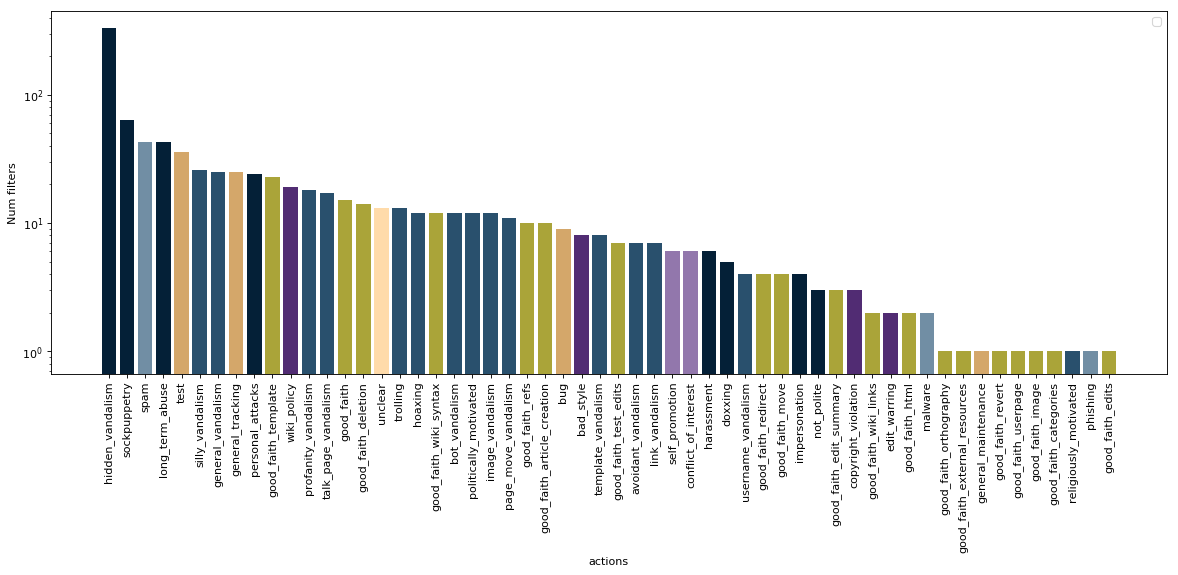 Num filters
10²
10¹
10⁰
hidden_vandalism
sockpuppetry
spam
long_term_abuse
test
silly_vandalism
general_vandalism
general_tracking
personal_attacks
good_faith_template
wiki_policy
profanity_vandalism
talk_page_vandalism
good_faith
good_faith_deletion
unclear
trolling
hoaxing
good_faith_wiki_syntax
bot_vandalism
politically_motivated
image_vandalism
page_move_vandalism
good_faith_refs
good_faith_article_creation
bug
bad_style
template_vandalism
good_faith_test_edits
avoidant_vandalism
link_vandalism
self_promotion
conflict_of_interest
harassment
doxxing
username_vandalism
good_faith_redirect
good_faith_move
impersonation
not_polite
good_faith_edit_summary
copyright_violation
good_faith_wiki_links
edit_warring
good_faith_html
malware
good_faith_orthography
good_faith_external_resources
general_maintenance
good_faith_revert
good_faith_userpage
good_faith_image
good_faith_categories
religiously_motivated
phishing
good_faith_edits
actions